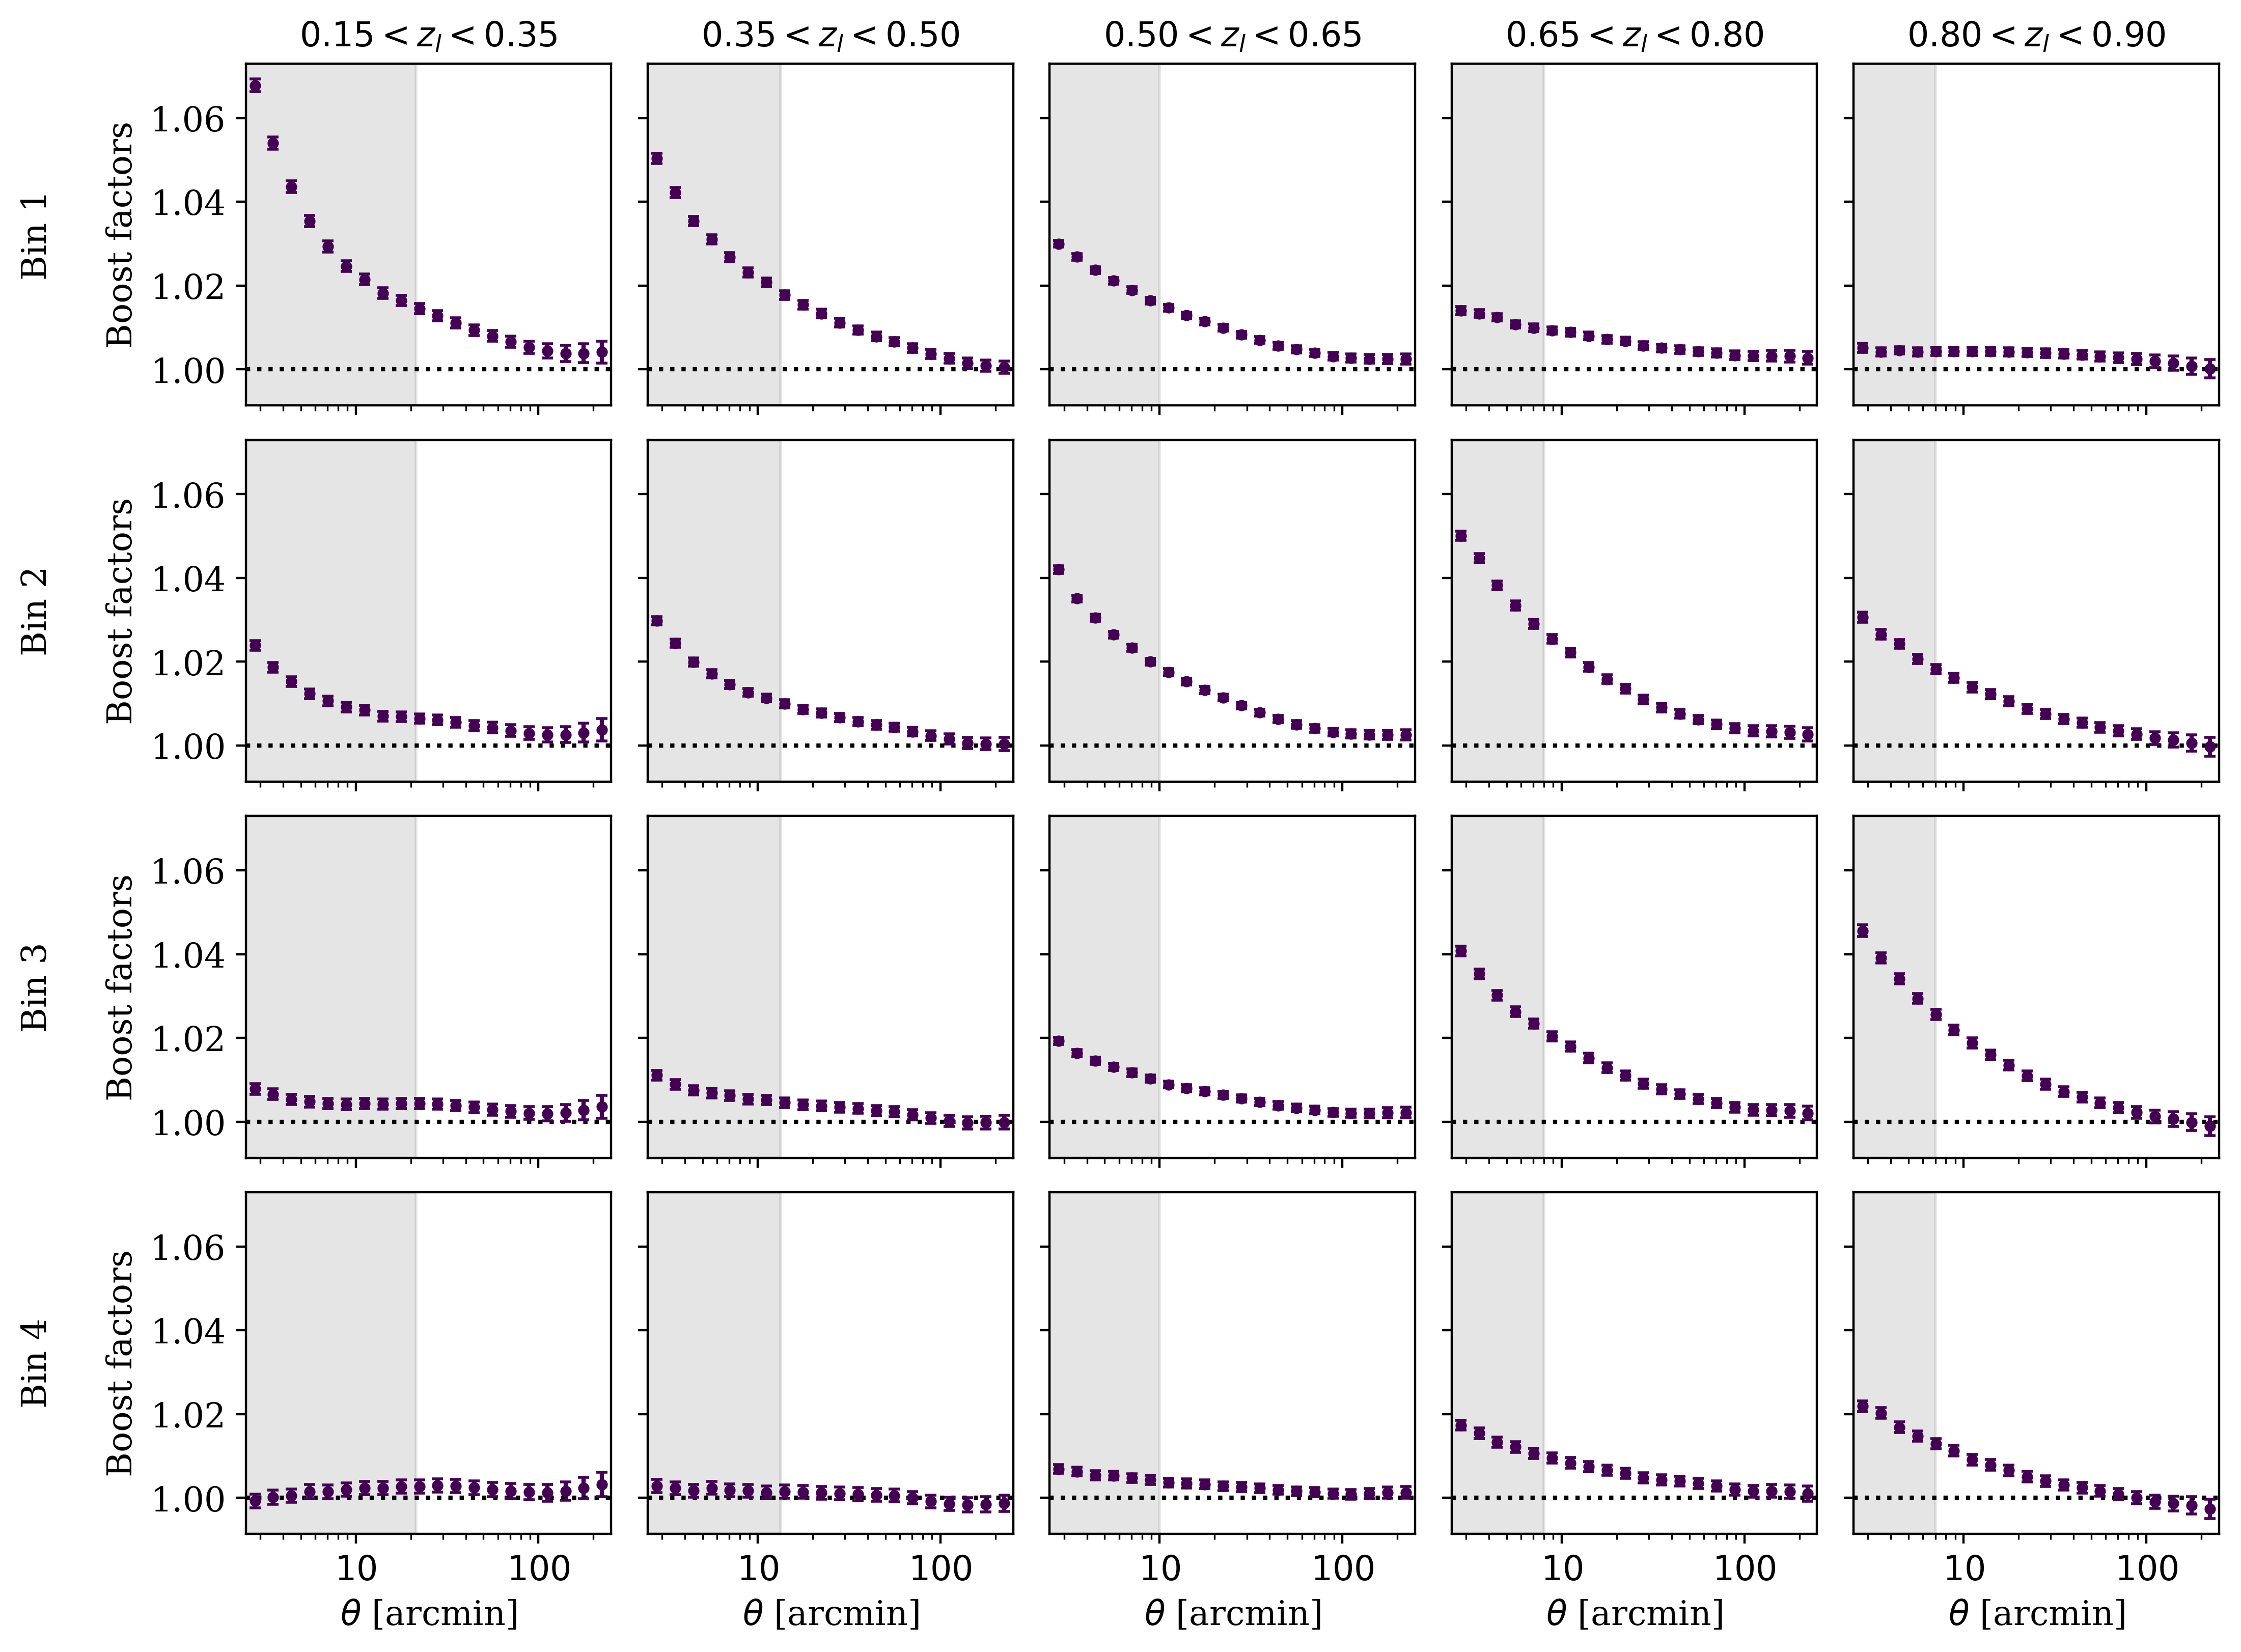 0.15 < z_l < 0.35 0.35 < z_l < 0.50 0.50 < z_l < 0.65 0.65 < z_l < 0.80 0.80 < z_l < 0.90
Bin 1
Boost factors
1.06
1.04
1.02
1.00
Bin 2
Boost factors
1.06
1.04
1.02
1.00
Bin 3
Boost factors
1.06
1.04
1.02
1.00
Bin 4
Boost factors
1.06
1.04
1.02
1.00
10 100 10 100 10 100 10 100 10 100
θ [arcmin] θ [arcmin] θ [arcmin] θ [arcmin] θ [arcmin]